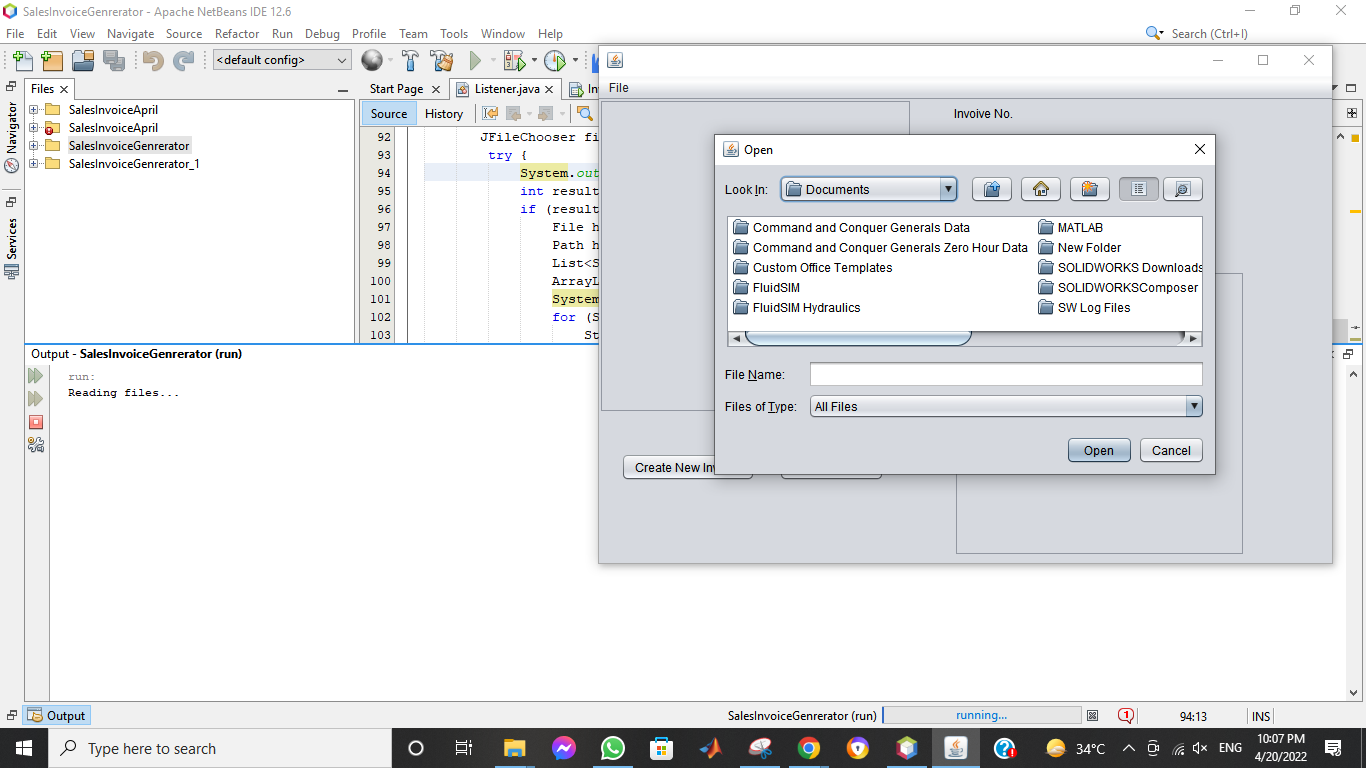 SalesInvoiceGenrerator - Apache NetBeans IDE 12.6
File Edit View Navigate Source Refactor Run Debug Profile Team Tools Window Help
Search (Ctrl+I)
<default config>
Files
Start Page
Listener.java
In
Navigator
Services
SalesInvoiceApril
SalesInvoiceApril
SalesInvoiceGenrerator
SalesInvoiceGenrerator_1
Source History
92 JFileChooser fi
93 try {
94 System.out
95 int result
96 if (result
97 File h
98 Path h
99 List<S
100 ArrayL
101 System
102 for (S
103 St
File
Invoive No.
Create New Inv
Open
Look In: Documents
Command and Conquer Generals Data
Command and Conquer Generals Zero Hour Data
Custom Office Templates
FluidSIM
FluidSIM Hydraulics
MATLAB
New Folder
SOLIDWORKS Downloads
SOLIDWORKSComposer
SW Log Files
File Name:
Files of Type: All Files
Open Cancel
Output - SalesInvoiceGenrerator (run)
run:
Reading files...
Output
SalesInvoiceGenrerator (run) running... 1 94:13 INS
Type here to search
34°C ENG
10:07 PM
4/20/2022